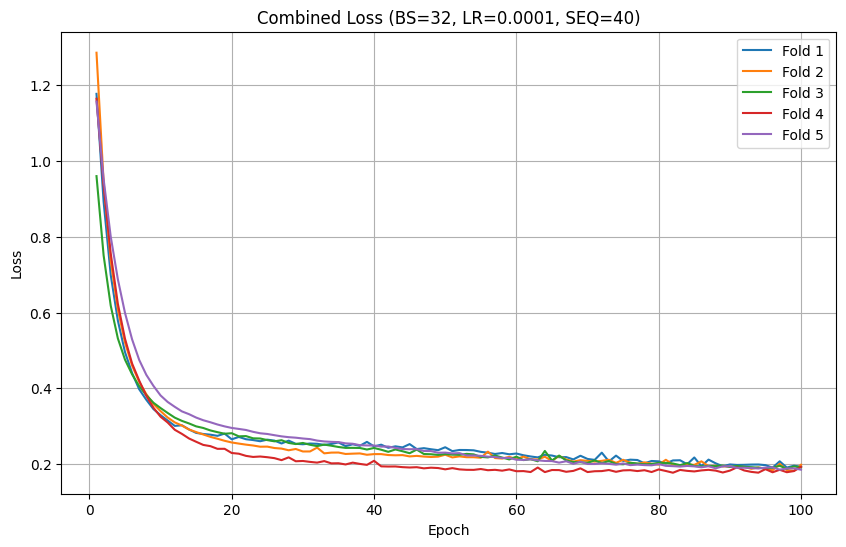 Combined Loss (BS=32, LR=0.0001, SEQ=40)
Fold 1
Fold 2
Fold 3
Fold 4
Fold 5
Loss
1.2
1.0
0.8
0.6
0.4
0.2
0 20 40 60 80 100
Epoch